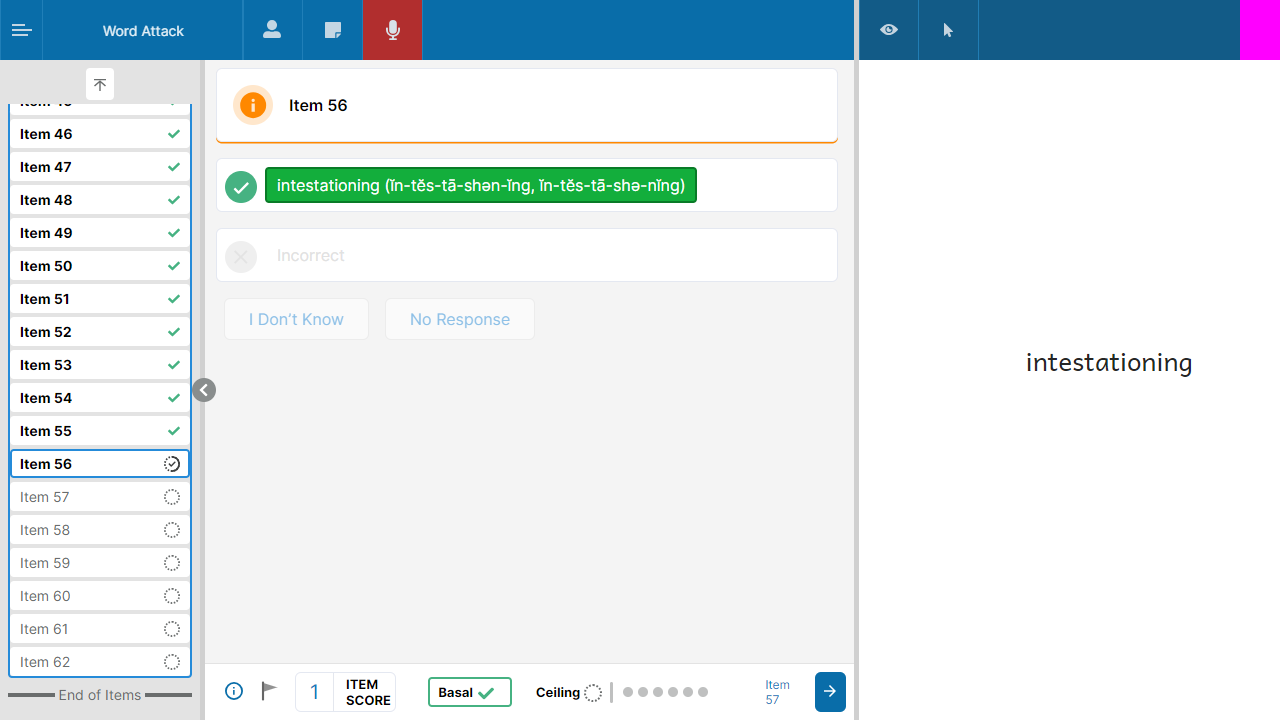 Word Attack
Item 46
Item 47
Item 48
Item 49
Item 50
Item 51
Item 52
Item 53
Item 54
Item 55
Item 56
Item 57
Item 58
Item 59
Item 60
Item 61
Item 62
End of Items
Item 56
intestationing (ĭn-tĕs-tā-shən-ĭng, ĭn-tĕs-tā-shə-nĭng)
Incorrect
I Don't Know
No Response
1
ITEM
SCORE
Basal
Ceiling
Item
57
intestationing